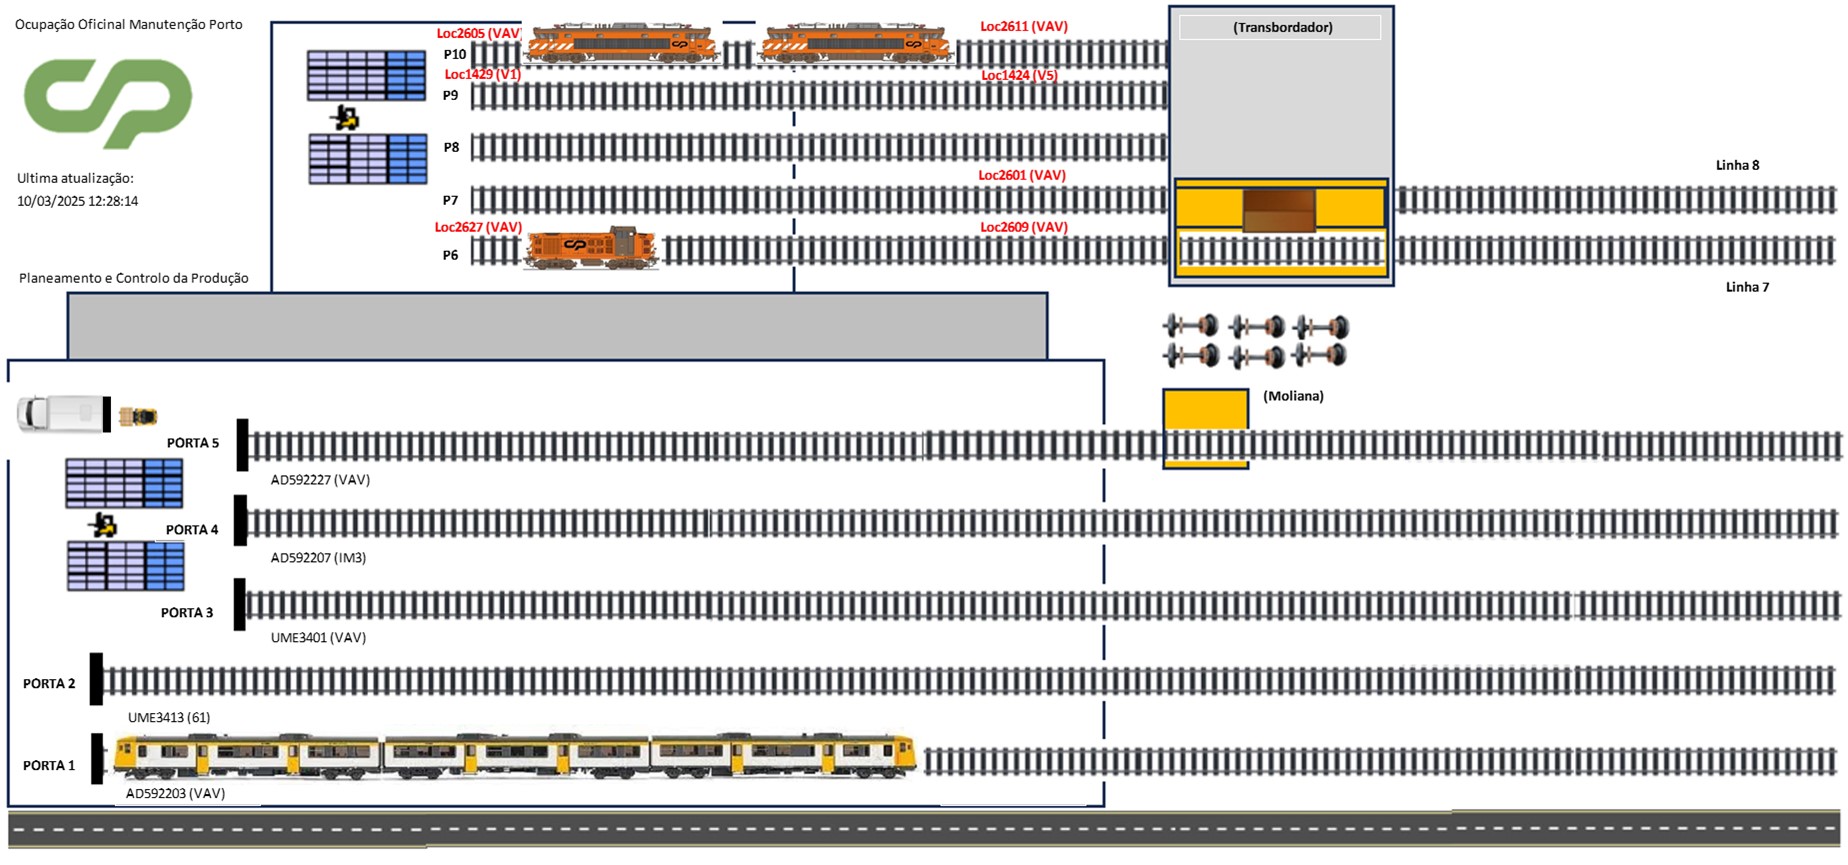 Ocupação Oficinal Manutenção Porto
Ultima atualização:
10/03/2025 12:28:14
Planeamento e Controlo da Produção
Loc2605 (VAV)
Loc2611 (VAV)
(Transbordador)
P10
Loc1429 (V1)
Loc1424 (V5)
P9
P8
Linha 8
Loc2601 (VAV)
P7
Loc2627 (VAV)
Loc2609 (VAV)
P6
Linha 7
(Moliana)
PORTA 5
AD592227 (VAV)
PORTA 4
AD592207 (IM3)
PORTA 3
UME3401 (VAV)
PORTA 2
UME3413 (61)
PORTA 1
AD592203 (VAV)